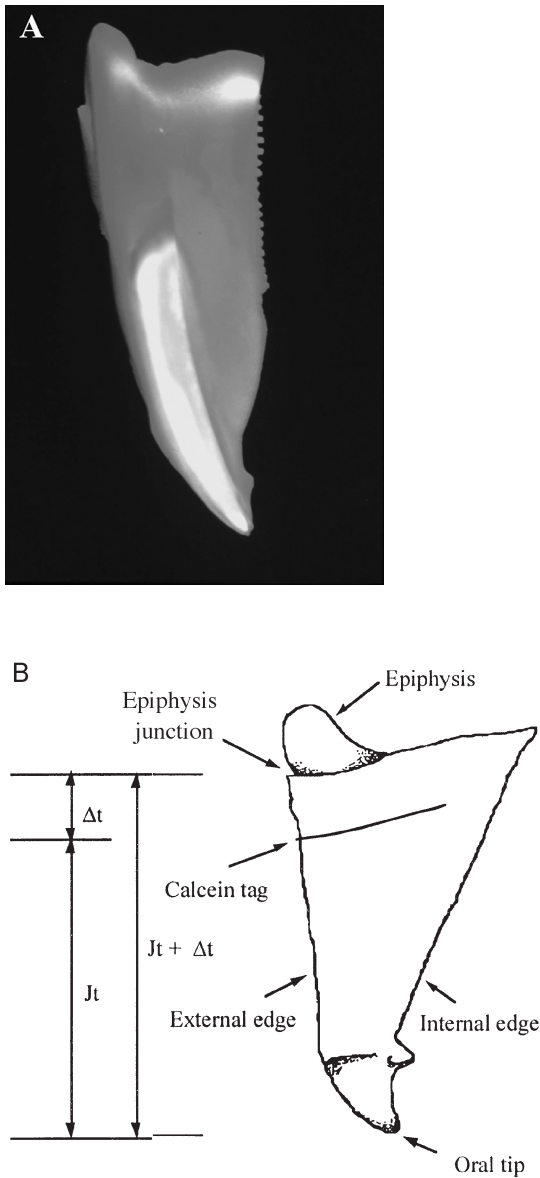 A
B
Epiphysis
Epiphysis
junction
Δt
Calcein tag
Jt + Δt
Jt
External edge
Internal edge
Oral tip